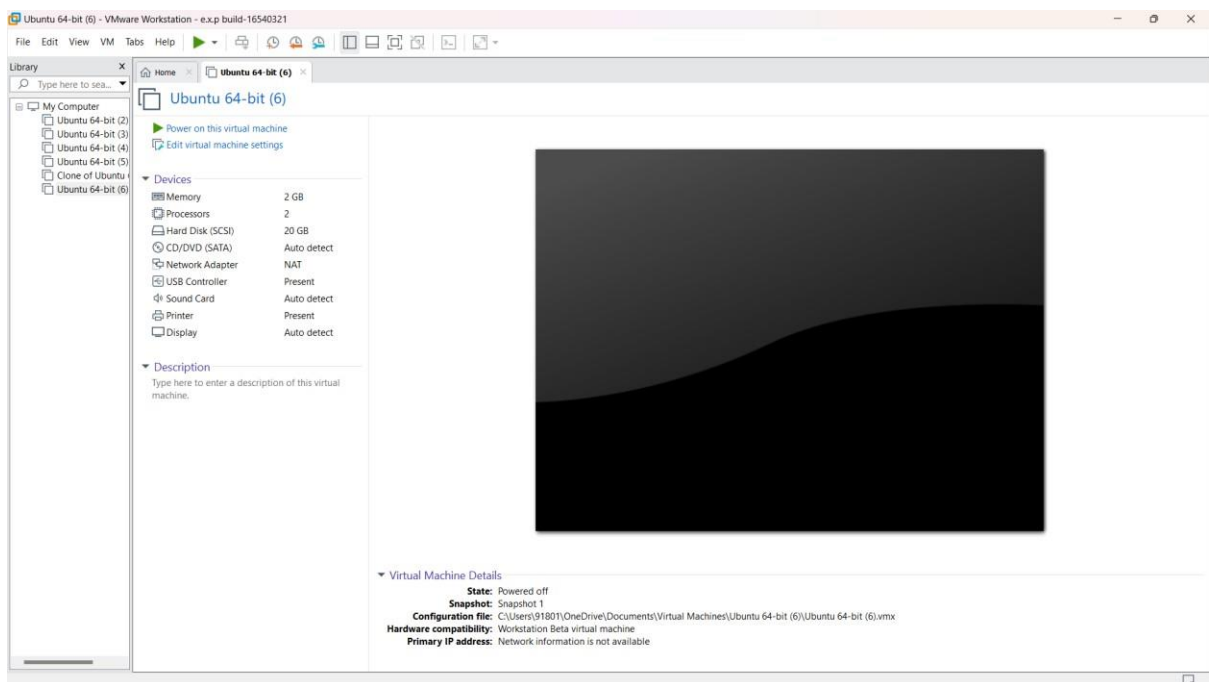 Ubuntu 64-bit (6) - VMware Workstation - e.x.p build-16540321
File Edit View VM Tabs Help
Library X
Type here to sea...
My Computer
Ubuntu 64-bit (2)
Ubuntu 64-bit (3)
Ubuntu 64-bit (4)
Ubuntu 64-bit (5)
Clone of Ubuntu
Ubuntu 64-bit (6)
Home Ubuntu 64-bit (6)
Ubuntu 64-bit (6)
Power on this virtual machine
Edit virtual machine settings
Devices
Memory 2 GB
Processors 2
Hard Disk (SCSI) 20 GB
CD/DVD (SATA) Auto detect
Network Adapter NAT
USB Controller Present
Sound Card Auto detect
Printer Present
Display Auto detect
Description
Type here to enter a description of this virtual
machine.
Virtual Machine Details
State: Powered off
Snapshot: Snapshot 1
Configuration file: C:\Users\91801\OneDrive\Documents\Virtual Machines\Ubuntu 64-bit (6)\Ubuntu 64-bit (6).vmx
Hardware compatibility: Workstation Beta virtual machine
Primary IP address: Network information is not available